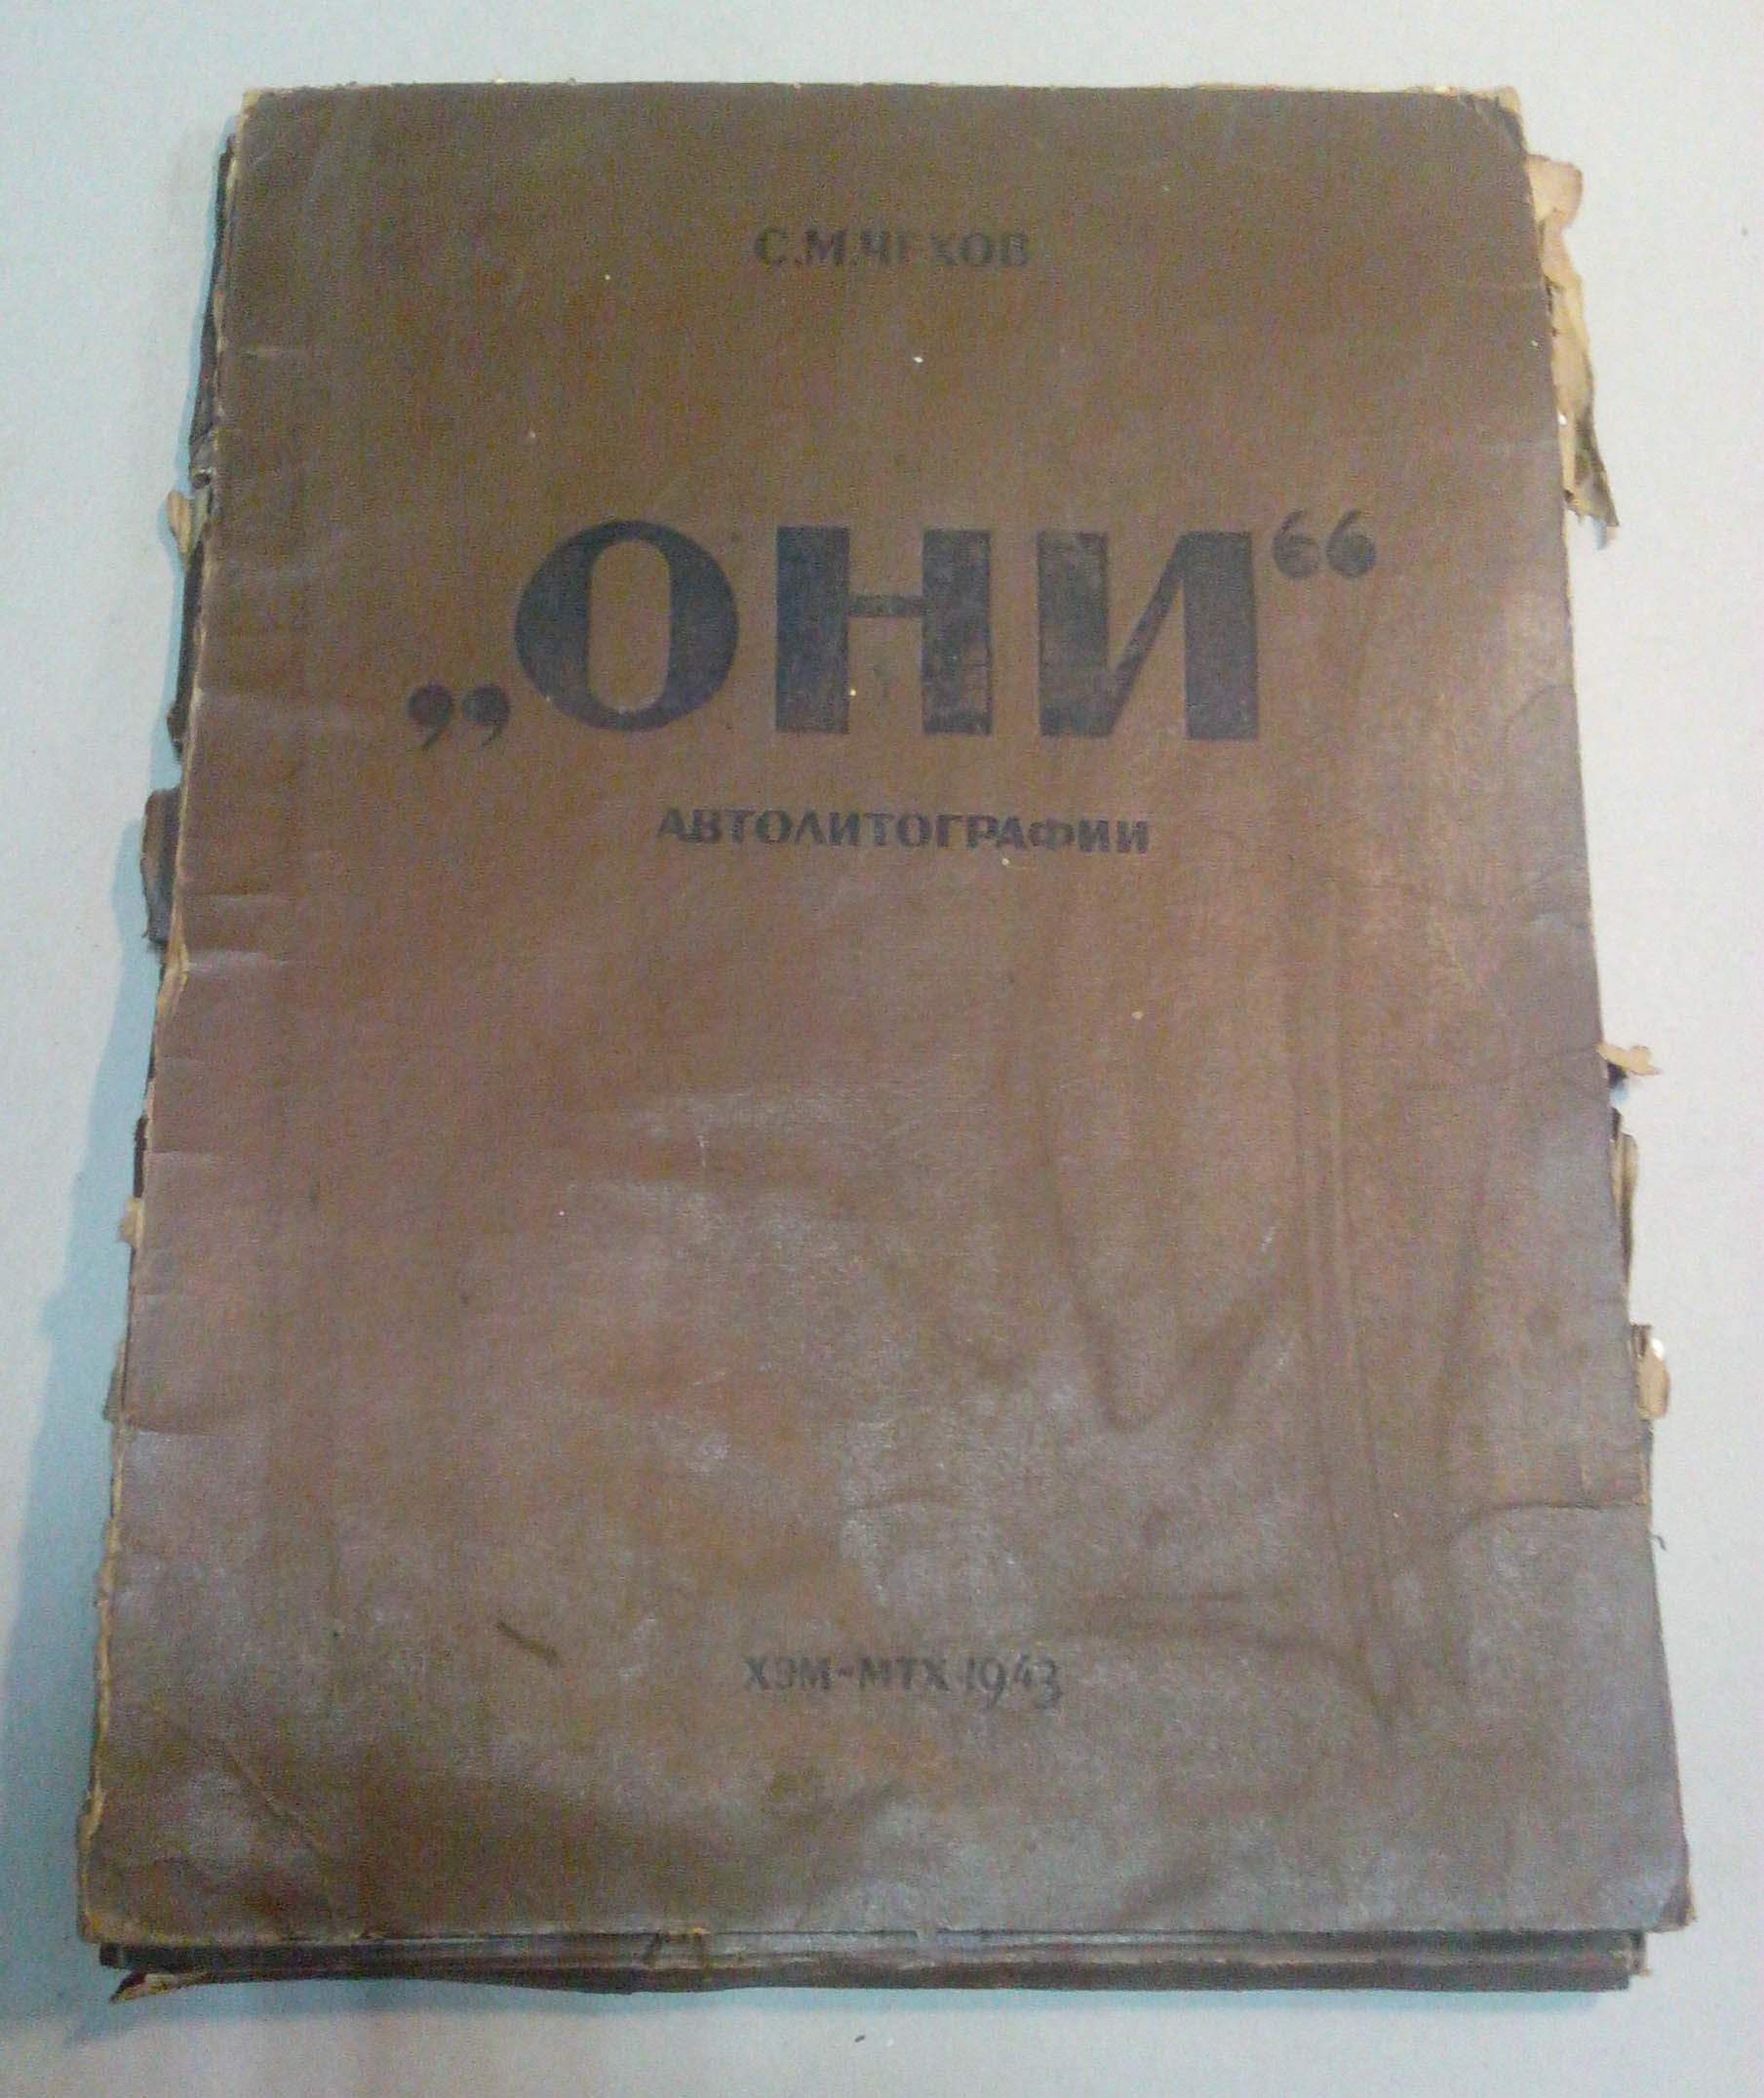 С.М.ЧЕХОВ
„ОНИ“
АВТОЛИТОГРАФИИ
ХЭМ-МТХ 1943